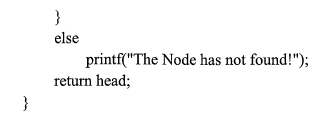 }
else
printf("The Node has not found!");
return head;
}